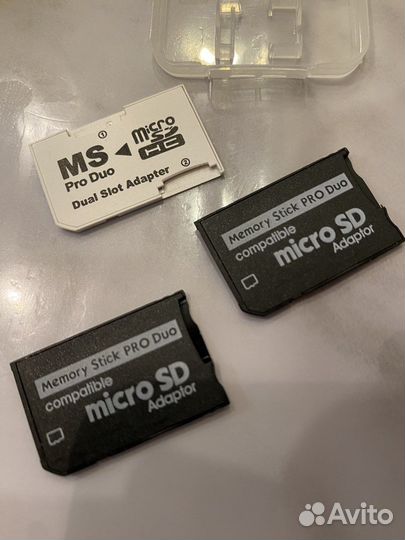 MS
Pro Duo
micro
SD
HC
Dual Slot Adapter
①
②
Memory Stick PRO Duo
compatible
micro SD
Adaptor
Memory Stick PRO Duo
compatible
micro SD
Adaptor
Avito